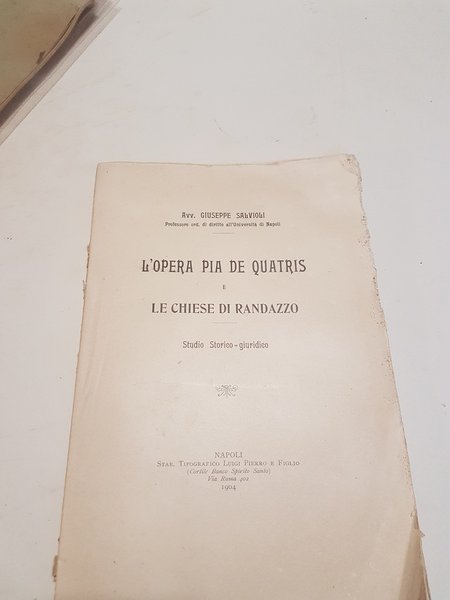 Avv. GIUSEPPE SALVIOLI
Professore ord. di diritto all'Università di Napoli
L'OPERA PIA DE QUATRIS
E
LE CHIESE DI RANDAZZO
Studio Storico-giuridico
NAPOLI
Stab. Tipografico Luigi Pierro e Figlio
(Cortile Banco Spirito Santo)
Via Roma 402
1904